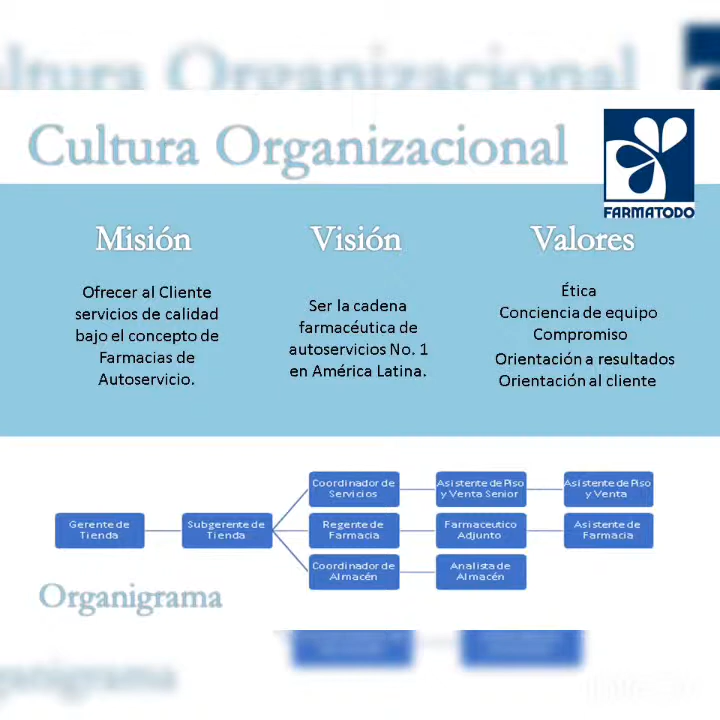 ltura Organizacional
Cultura Organizacional
FARMATODO
Misión
Ofrecer al Cliente
servicios de calidad
bajo el concepto de
Farmacias de
Autoservicio.
Visión
Ser la cadena
farmacéutica de
autoservicios No. 1
en América Latina.
Valores
Ética
Conciencia de equipo
Compromiso
Orientación a resultados
Orientación al cliente
Gerente de
Tienda
Subgerente de
Tienda
Coordinador de
Servicios
Asistente de Piso
y Venta Senior
Asistente de Piso
y Venta
Regente de
Farmacia
Farmaceutico
Adjunto
Asistente de
Farmacia
Coordinador de
Almacén
Analista de
Almacén
Organigrama